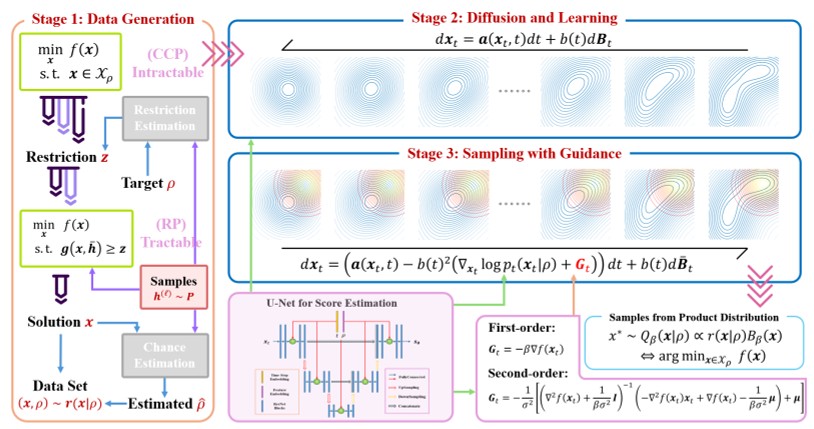 Stage 1: Data Generation
min f(x)
x
s. t. x ∈ 𝒳ρ
(CCP)
Intractable
Restriction
Estimation
Restriction z
Target ρ
min f(x)
x
s. t. g(x, h̄) ≥ z
(RP)
Tractable
Samples
h^(ℓ) ~ P
Solution x
Chance
Estimation
Data Set
(x, ρ) ~ r(x|ρ)
Estimated ρ̂
Stage 2: Diffusion and Learning
dx_t = a(x_t, t)dt + b(t)dB_t
......
Stage 3: Sampling with Guidance
......
dx_t = (a(x_t, t) − b(t)²(∇_{x_t} log p_t(x_t|ρ) + G_t)) dt + b(t)dB̄_t
U-Net for Score Estimation
t ρ
First-order:
G_t = −β∇f(x_t)
Second-order:
G_t = −1/σ² [(∇²f(x_t) + 1/βσ² I)^{−1} (−∇²f(x_t)x_t + ∇f(x_t) − 1/βσ² μ) + μ]
Samples from Product Distribution
x* ~ Q_β(x|ρ) ∝ r(x|ρ)B_β(x)
⇔ arg min_{x∈𝒳ρ} f(x)